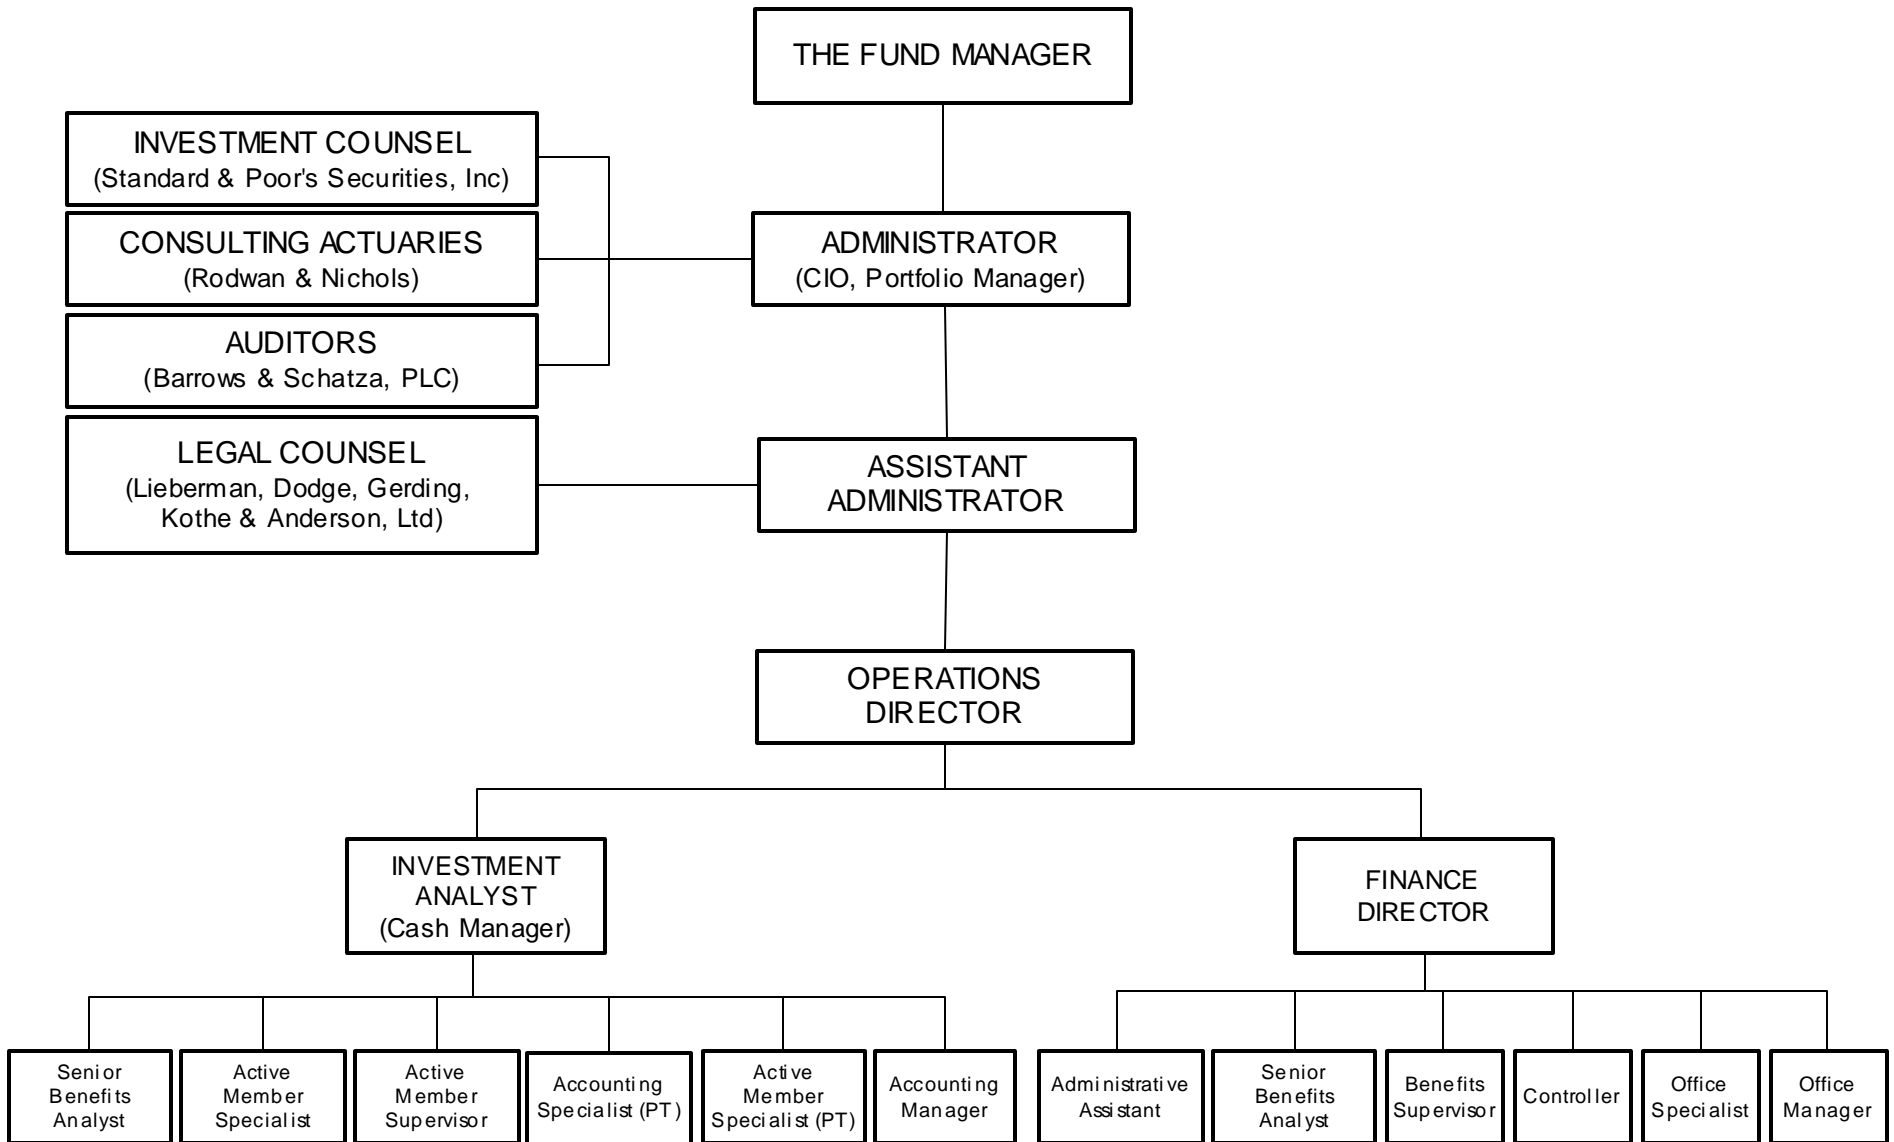 THE FUND MANAGER
INVESTMENT COUNSEL
(Standard & Poor's Securities, Inc)
CONSULTING ACTUARIES
(Rodwan & Nichols)
ADMINISTRATOR
(CIO, Portfolio Manager)
AUDITORS
(Barrows & Schatza, PLC)
LEGAL COUNSEL
(Lieberman, Dodge, Gerding,
Kothe & Anderson, Ltd)
ASSISTANT
ADMINISTRATOR
OPERATIONS
DIRECTOR
INVESTMENT
ANALYST
(Cash Manager)
FINANCE
DIRECTOR
Senior
Benefits
Analyst
Active
Member
Specialist
Active
Member
Supervisor
Accounting
Specialist (PT)
Active
Member
Specialist (PT)
Accounting
Manager
Administrative
Assistant
Senior
Benefits
Analyst
Benefits
Supervisor
Controller
Office
Specialist
Office
Manager